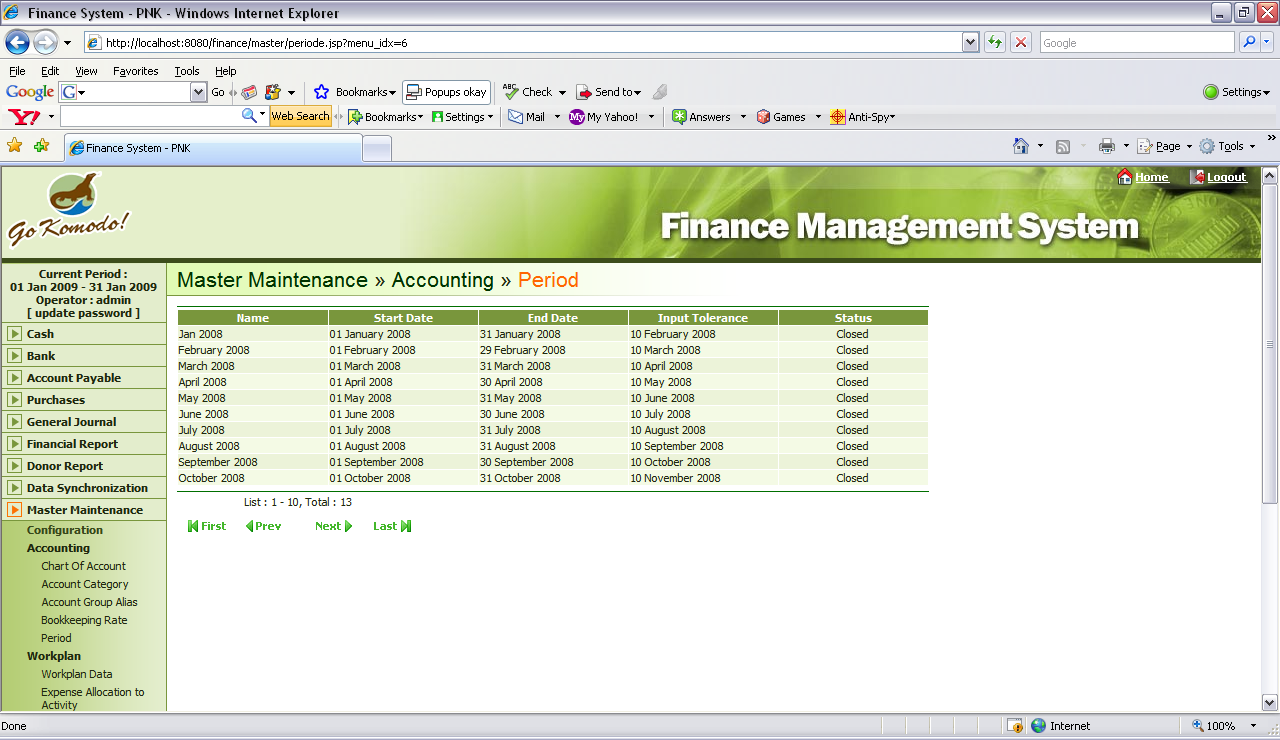 Finance System - PNK - Windows Internet Explorer
http://localhost:8080/finance/master/periode.jsp?menu_idx=6
Google
File Edit View Favorites Tools Help
Google G Go Bookmarks Popups okay ABC Check Send to Settings
Y! Web Search Bookmarks Settings Mail My My Yahoo! Answers Games Anti-Spy
Finance System - PNK Page Tools
Home Logout
Go Komodo!
Finance Management System
Current Period :
01 Jan 2009 - 31 Jan 2009
Operator : admin
[ update password ]
Cash
Bank
Account Payable
Purchases
General Journal
Financial Report
Donor Report
Data Synchronization
Master Maintenance
Configuration
Accounting
Chart Of Account
Account Category
Account Group Alias
Bookkeeping Rate
Period
Workplan
Workplan Data
Expense Allocation to
Activity
Master Maintenance » Accounting » Period
Name Start Date End Date Input Tolerance Status
Jan 2008 01 January 2008 31 January 2008 10 February 2008 Closed
February 2008 01 February 2008 29 February 2008 10 March 2008 Closed
March 2008 01 March 2008 31 March 2008 10 April 2008 Closed
April 2008 01 April 2008 30 April 2008 10 May 2008 Closed
May 2008 01 May 2008 31 May 2008 10 June 2008 Closed
June 2008 01 June 2008 30 June 2008 10 July 2008 Closed
July 2008 01 July 2008 31 July 2008 10 August 2008 Closed
August 2008 01 August 2008 31 August 2008 10 September 2008 Closed
September 2008 01 September 2008 30 September 2008 10 October 2008 Closed
October 2008 01 October 2008 31 October 2008 10 November 2008 Closed
List : 1 - 10, Total : 13
First Prev Next Last
Done Internet 100%